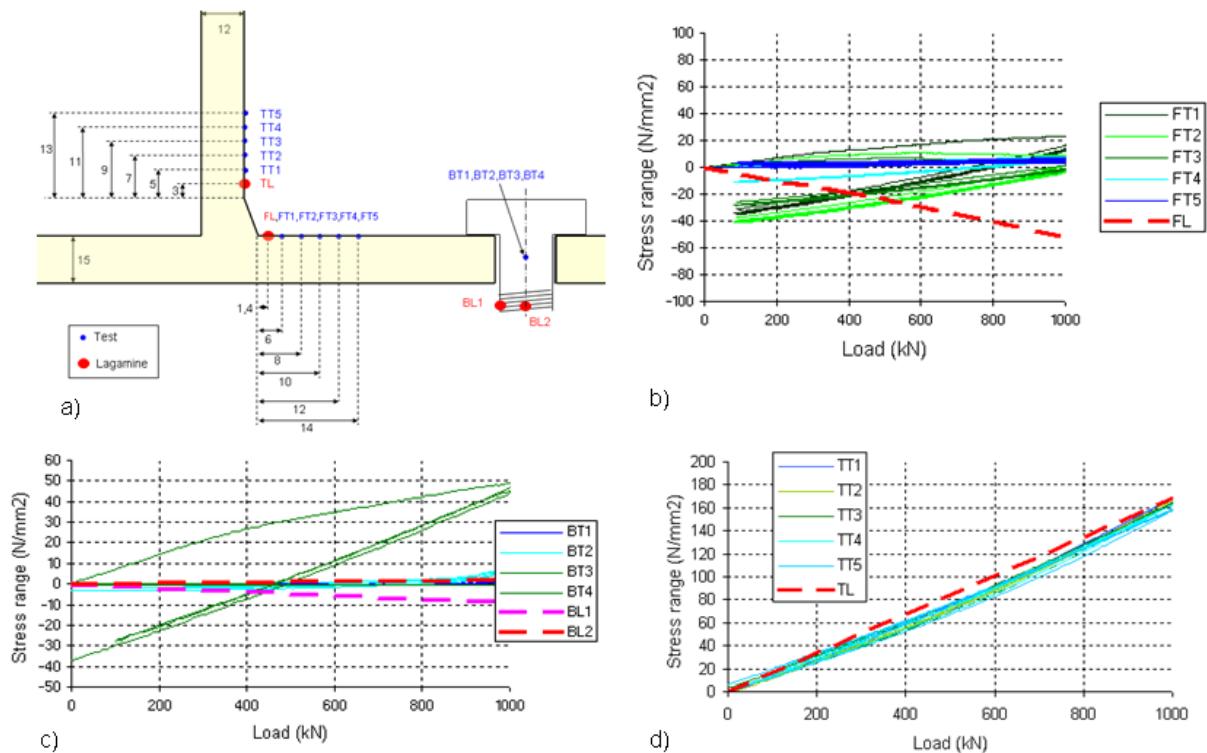 12
TT5
TT4
TT3
TT2
TT1
TL
13
11
9
7
5
3
FL,FT1,FT2,FT3,FT4,FT5
BT1,BT2,BT3,BT4
15
BL1
BL2
1,4
6
8
10
12
14
Test
Lagamine
a)
Stress range (N/mm2)
100
80
60
40
20
0
-20
-40
-60
-80
-100
0 200 400 600 800 1000
Load (kN)
FT1
FT2
FT3
FT4
FT5
FL
b)
Stress range (N/mm2)
60
50
40
30
20
10
0
-10
-20
-30
-40
-50
0 200 400 600 800 1000
Load (kN)
BT1
BT2
BT3
BT4
BL1
BL2
c)
Stress range (N/mm2)
200
180
160
140
120
100
80
60
40
20
0
0 200 400 600 800 1000
Load (kN)
TT1
TT2
TT3
TT4
TT5
TL
d)